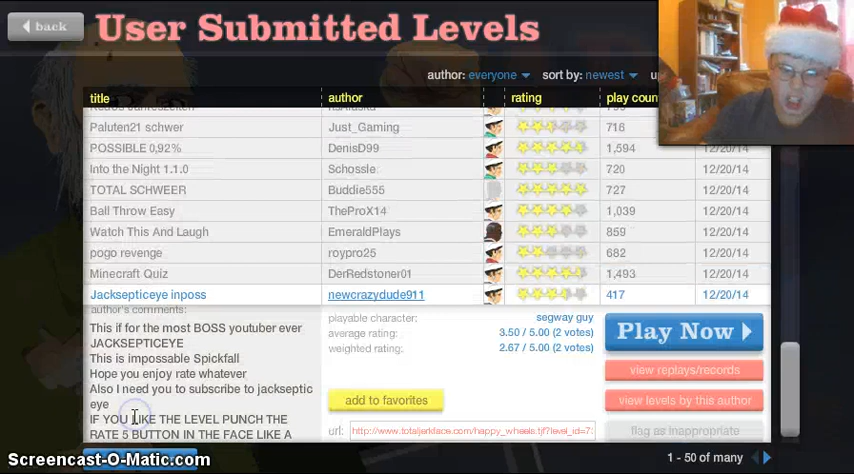 back
User Submitted Levels
author: everyone sort by: newest
title author rating play coun
Paluten21 schwer Just_Gaming 716 12/20/14
POSSIBLE 0,92% DenisD99 1,594 12/20/14
Into the Night 1.1.0 Schossle 720 12/20/14
TOTAL SCHWEER Buddie555 727 12/20/14
Ball Throw Easy TheProX14 1,039 12/20/14
Watch This And Laugh EmeraldPlays 859 12/20/14
pogo revenge roypro25 682 12/20/14
Minecraft Quiz DerRedstoner01 1,493 12/20/14
Jacksepticeye inposs newcrazydude911 417 12/20/14
author's comments:
This if for the most BOSS youtuber ever
JACKSEPTICEYE
This is impossable Spickfall
Hope you enjoy rate whatever
Also I need you to subscribe to jackseptic
eye
IF YOU LIKE THE LEVEL PUNCH THE
RATE 5 BUTTON IN THE FACE LIKE A
playable character: segway guy
average rating: 3.50 / 5.00 (2 votes)
weighted rating: 2.67 / 5.00 (2 votes)
add to favorites
url: http://www.totaljerkface.com/happy_wheels.tjf?level_id=7
Play Now
view replays/records
view levels by this author
flag as inappropriate
1 - 50 of many
Screencast-O-Matic.com